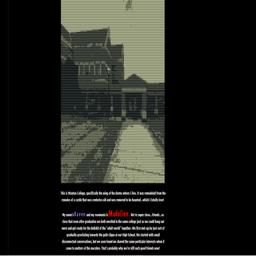 This is Winston College, specifically the wing of the dorms where I live. It was remodeled from the
remains of a castle that was centuries old and was rumored to be haunted...which I totally love!
My name's and my roommate is Madeline. We're super close...friends...so
close that even after graduation we both enrolled in the same college just so we could hang out
more and get ready for the bullshit of the "adult world" together. We first met up by just sort of
gradually gravitating towards the poler in our High School. We started with small
disconnected conversations, but we soon found we shared the same particular interests when it
came to matters of the macabre. That's probably why we're still such good friends now!